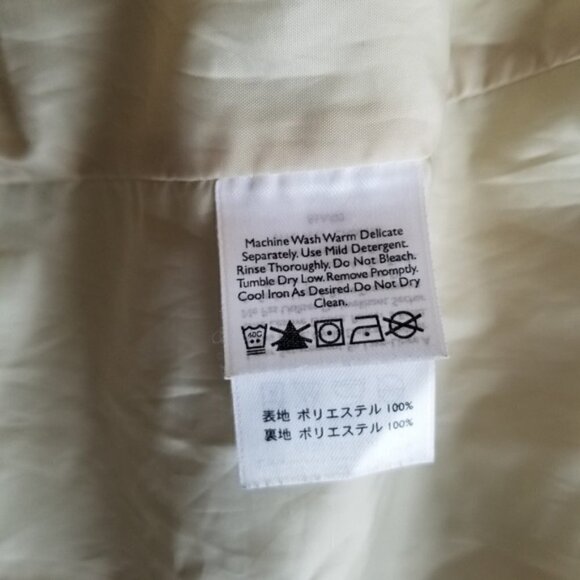 Machine Wash Warm Delicate
Separately. Use Mild Detergent.
Rinse Thoroughly. Do Not Bleach.
Tumble Dry Low. Remove Promptly.
Cool Iron As Desired. Do Not Dry
Clean.
40C
表地 ポリエステル 100%
裏地 ポリエステル 100%